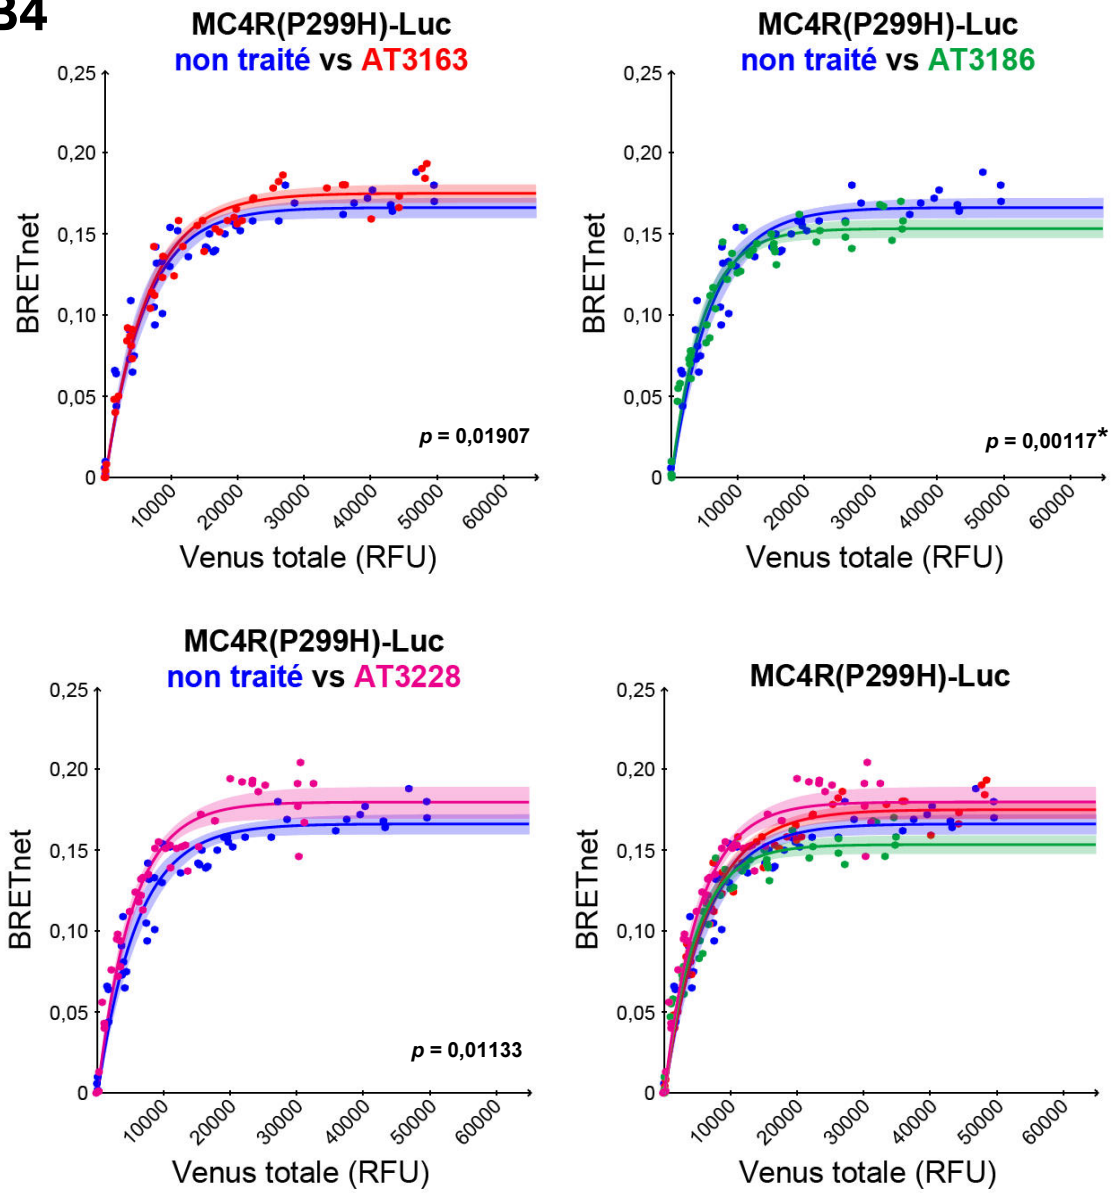 B4
MC4R(P299H)-Luc
non traité vs AT3163
0,25
0,20
0,15
0,10
0,05
0
BRETnet
p = 0,01907
10000
20000
30000
40000
50000
60000
Venus totale (RFU)
MC4R(P299H)-Luc
non traité vs AT3186
0,25
0,20
0,15
0,10
0,05
0
BRETnet
p = 0,00117*
10000
20000
30000
40000
50000
60000
Venus totale (RFU)
MC4R(P299H)-Luc
non traité vs AT3228
0,25
0,20
0,15
0,10
0,05
0
BRETnet
p = 0,01133
10000
20000
30000
40000
50000
60000
Venus totale (RFU)
MC4R(P299H)-Luc
0,25
0,20
0,15
0,10
0,05
0
BRETnet
10000
20000
30000
40000
50000
60000
Venus totale (RFU)